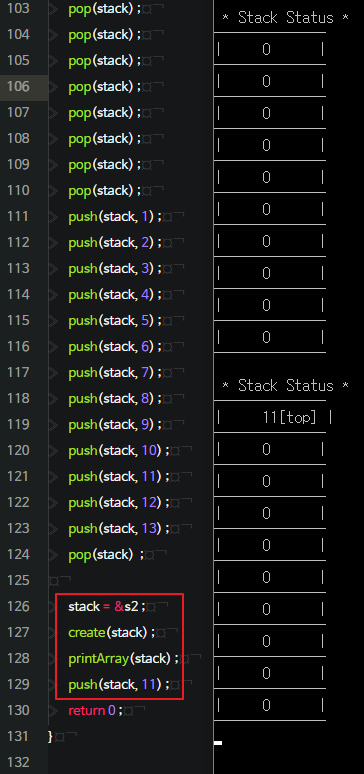 103 pop(stack) ;
104 pop(stack) ;
105 pop(stack) ;
106 pop(stack) ;
107 pop(stack) ;
108 pop(stack) ;
109 pop(stack) ;
110 pop(stack) ;
111 push(stack, 1) ;
112 push(stack, 2) ;
113 push(stack, 3) ;
114 push(stack, 4) ;
115 push(stack, 5) ;
116 push(stack, 6) ;
117 push(stack, 7) ;
118 push(stack, 8) ;
119 push(stack, 9) ;
120 push(stack, 10) ;
121 push(stack, 11) ;
122 push(stack, 12) ;
123 push(stack, 13) ;
124 pop(stack) ;
125
126 stack = &s2 ;
127 create(stack) ;
128 printArray(stack) ;
129 push(stack, 11) ;
130 return 0 ;
131 }
132
* Stack Status *
| 0 |
| 0 |
| 0 |
| 0 |
| 0 |
| 0 |
| 0 |
| 0 |
| 0 |
| 0 |
* Stack Status *
| 11[top] |
| 0 |
| 0 |
| 0 |
| 0 |
| 0 |
| 0 |
| 0 |
| 0 |
| 0 |